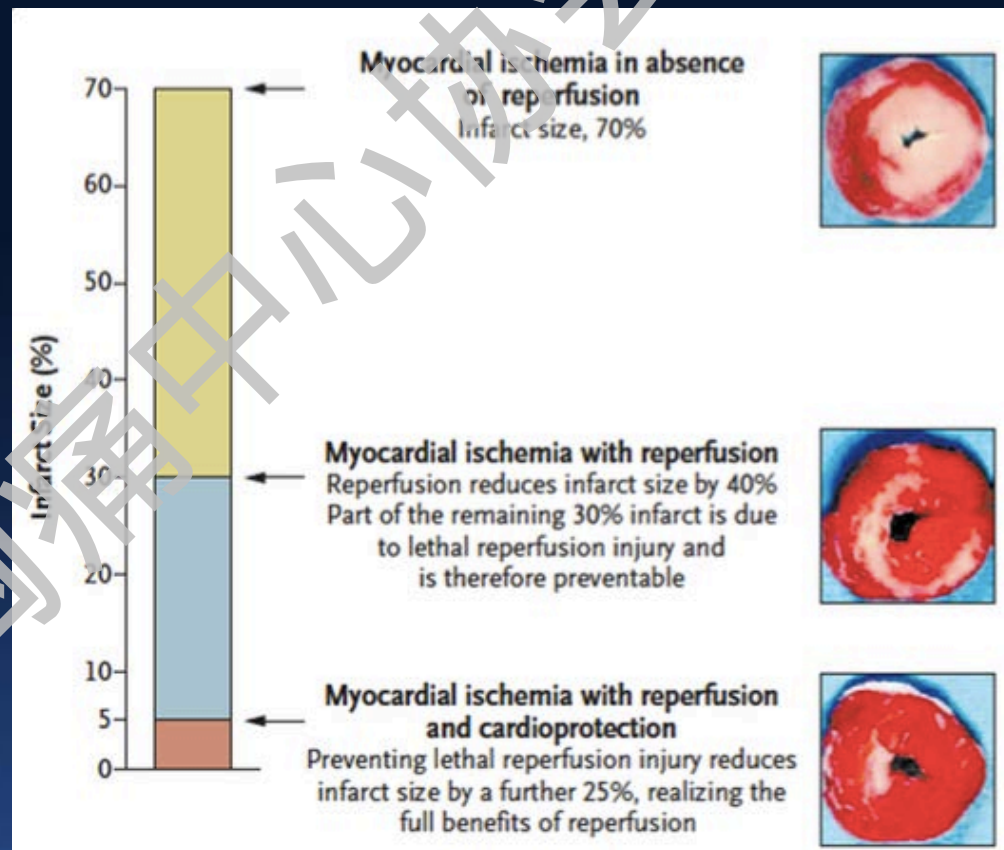 Myocardial ischemia in absence
of reperfusion
Infarct size, 70%
70
60
50
40
30
20
10
5
0
Infarct Size (%)
Myocardial ischemia with reperfusion
Reperfusion reduces infarct size by 40%
Part of the remaining 30% infarct is due
to lethal reperfusion injury and
is therefore preventable
Myocardial ischemia with reperfusion
and cardioprotection
Preventing lethal reperfusion injury reduces
infarct size by a further 25%, realizing the
full benefits of reperfusion
痛中心协